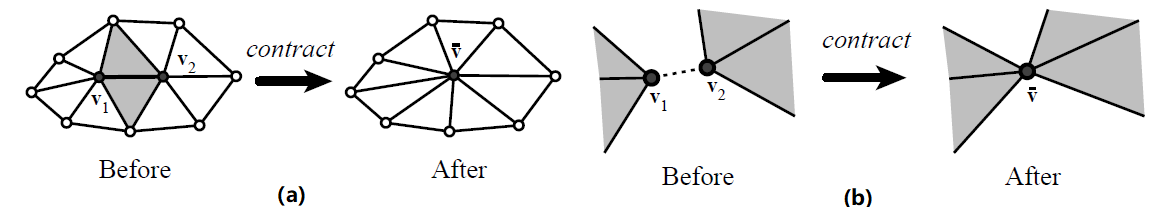 contract
v2
v̄
v1
Before
After
(a)
contract
v1
v2
v̄
Before
After
(b)